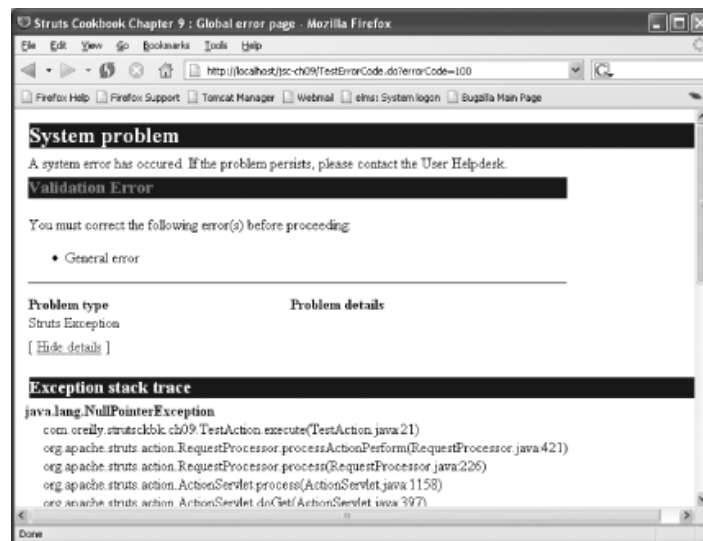 Struts Cookbook Chapter 9 : Global error page - Mozilla Firefox
File Edit View Go Bookmarks Tools Help
http://localhost/jsc-ch09/TestErrorCode.do?errorCode=100
Firefox Help Firefox Support Tomcat Manager Webmail elms: System logon Bugzilla Main Page
System problem
A system error has occured. If the problem persists, please contact the User Helpdesk.
Validation Error
You must correct the following error(s) before proceeding:
• General error
Problem type Problem details
Struts Exception
[ Hide details ]
Exception stack trace
java.lang.NullPointerException
com.oreilly.strutsckbk.ch09.TestAction.execute(TestAction.java:21)
org.apache.struts.action.RequestProcessor.processActionPerform(RequestProcessor.java:421)
org.apache.struts.action.RequestProcessor.process(RequestProcessor.java:226)
org.apache.struts.action.ActionServlet.process(ActionServlet.java:1158)
org.apache.struts.action.ActionServlet.doGet(ActionServlet.java:397)
Done